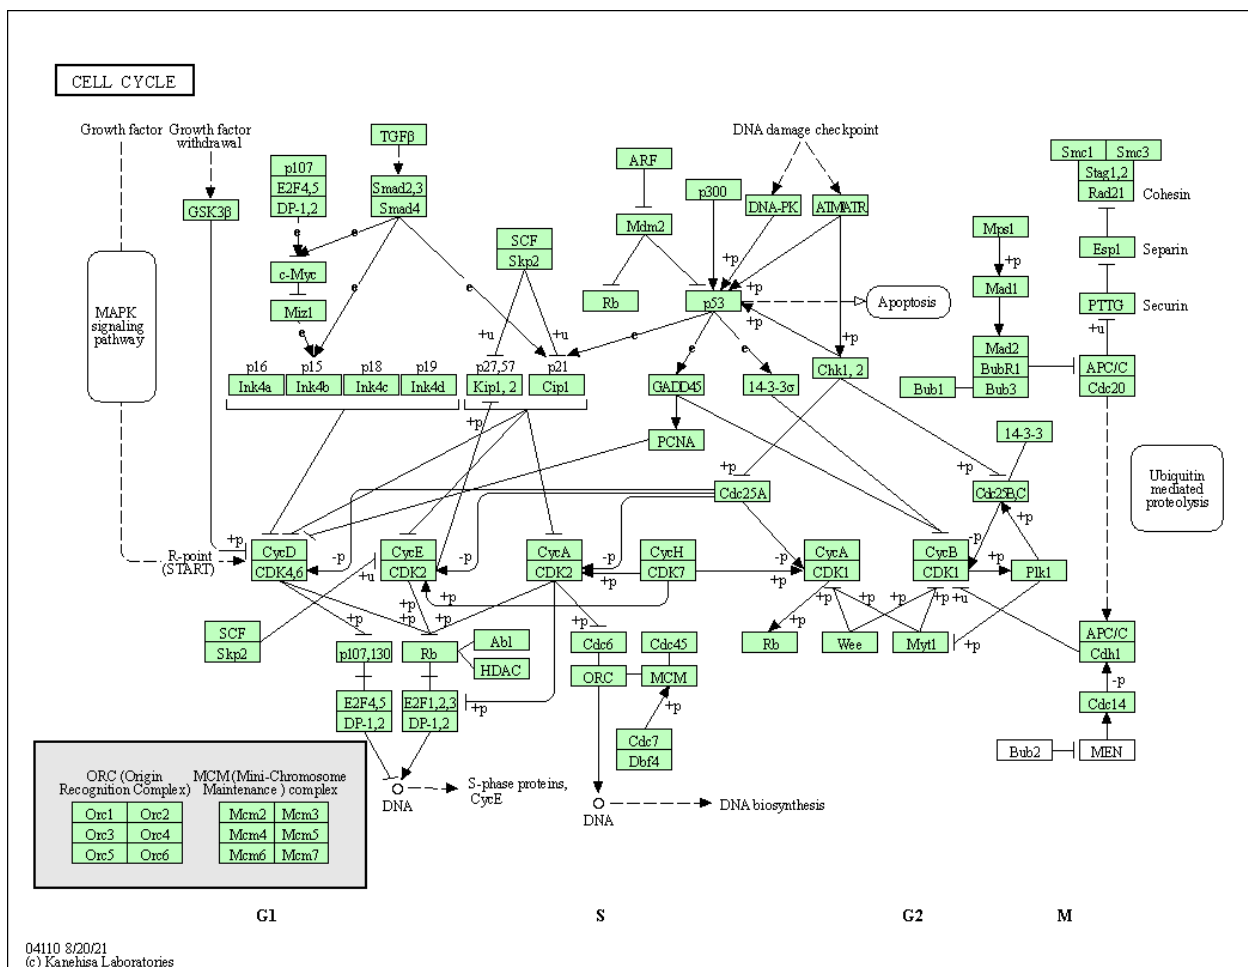 CELL CYCLE
Growth factor
Growth factor
withdrawal
TGFβ
DNA damage checkpoint
ARF
Smc1
Smc3
Stag1,2
Rad21
Cohesin
p107
E2F4,5
DP-1,2
Smad2,3
Smad4
GSK3β
p300
DNA-PK
ATM/ATR
Mdm2
Mps1
SCF
Skp2
e
e
+p
+p
Esp1
Separin
c-Myc
Miz1
e
e
e
Rb
p53
+p
+p
Apoptosis
Mad1
PTTG
Securin
MAPK
signaling
pathway
+u
+u
e
e
e
+p
+u
Mad2
BubR1
Bub3
Bub1
APC/C
Cdc20
p16
Ink4a
p15
Ink4b
p18
Ink4c
p19
Ink4d
p27,57
Kip1, 2
p21
Cip1
GADD45
14-3-3σ
Chk1, 2
+p
PCNA
14-3-3
+p
Cdc25A
+p
Cdc25B,C
Ubiquitin
mediated
proteolysis
R-point
(START)
+p
CycD
CDK4,6
-p
CycE
CDK2
-p
CycA
CDK2
-p
+p
CycH
CDK7
-p
+p
CycA
CDK1
CycB
CDK1
-p
+p
+p
Plk1
+u
+p
+p
+p
+p
+p
+p
+p
+p
+p
+u
SCF
Skp2
p107,130
Rb
Abl
HDAC
Cdc6
Cdc45
Rb
Wee
Myt1
+p
APC/C
Cdh1
ORC
MCM
-p
E2F4,5
DP-1,2
E2F1,2,3
DP-1,2
+p
+p
Cdc14
Cdc7
Dbf4
Bub2
MEN
DNA
S-phase proteins,
CycE
DNA
DNA biosynthesis
ORC (Origin
Recognition Complex)
MCM (Mini-Chromosome
Maintenance ) complex
Orc1
Orc2
Mcm2
Mcm3
Orc3
Orc4
Mcm4
Mcm5
Orc5
Orc6
Mcm6
Mcm7
G1
S
G2
M
04110 8/20/21
(c) Kanehisa Laboratories